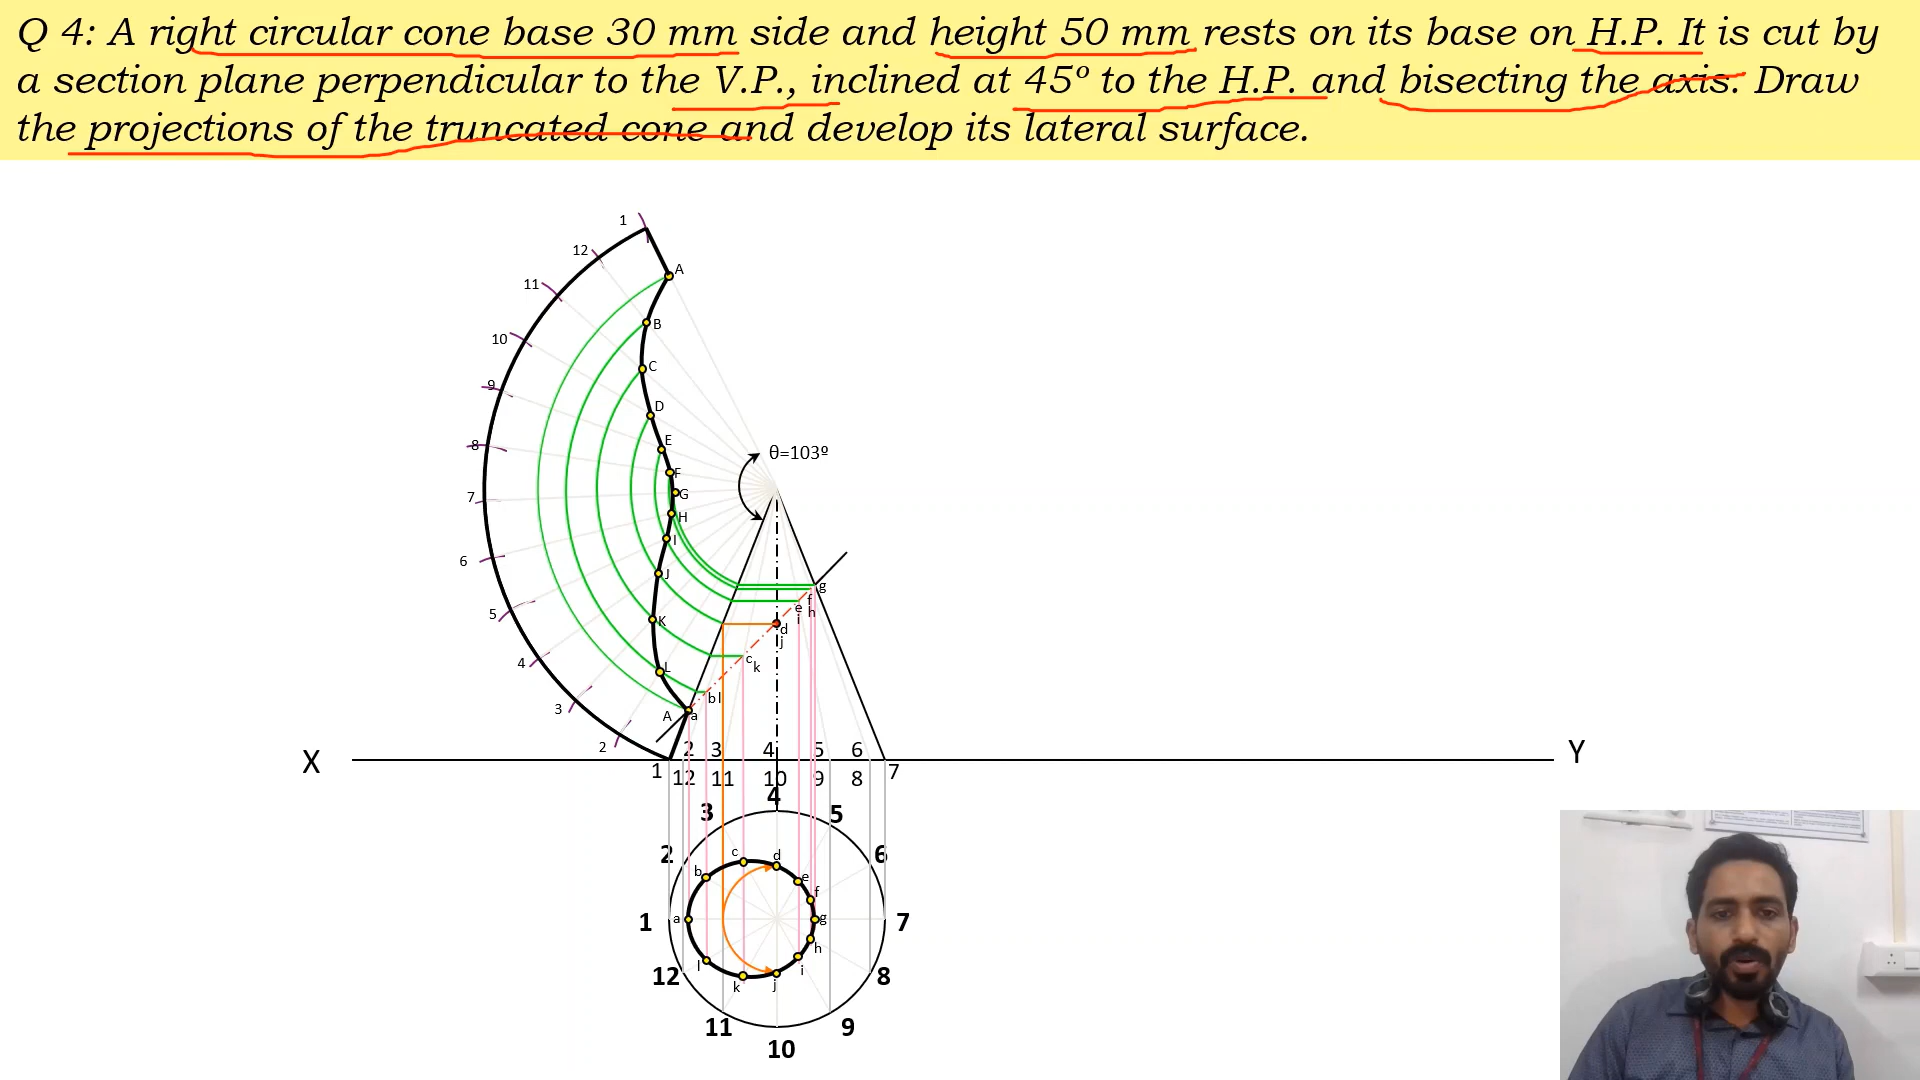 Q 4: A right circular cone base 30 mm side and height 50 mm rests on its base on H.P. It is cut by
a section plane perpendicular to the V.P., inclined at 45º to the H.P. and bisecting the axis. Draw
the projections of the truncated cone and develop its lateral surface.
1
12
A
11
B
10
C
9
D
E
θ=103º
8
F
7
G
H
I
6
J
g
f
e h
i
5
K
d
j
4
L
c k
b l
3
A a
2
2 3 4 5 6
X
Y
1 12 11 10 9 8 7
4
3
5
2
6
c d
b e
f
1
a g
7
h
l i
12
k j
8
11
9
10